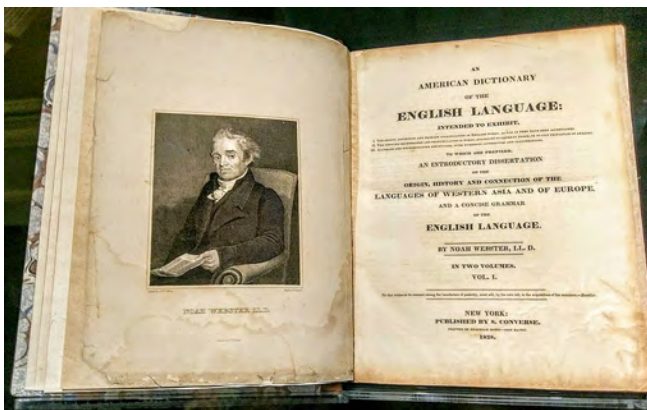 NOAH WEBSTER LL.D.
AN
AMERICAN DICTIONARY
OF THE
ENGLISH LANGUAGE:
INTENDED TO EXHIBIT,
TO WHICH ARE PREFIXED,
AN INTRODUCTORY DISSERTATION
ON THE
ORIGIN, HISTORY AND CONNECTION OF THE
LANGUAGES OF WESTERN ASIA AND OF EUROPE,
AND A CONCISE GRAMMAR
OF THE
ENGLISH LANGUAGE.
BY NOAH WEBSTER, LL. D.
IN TWO VOLUMES.
VOL. I.
NEW YORK:
PUBLISHED BY S. CONVERSE.
1828.